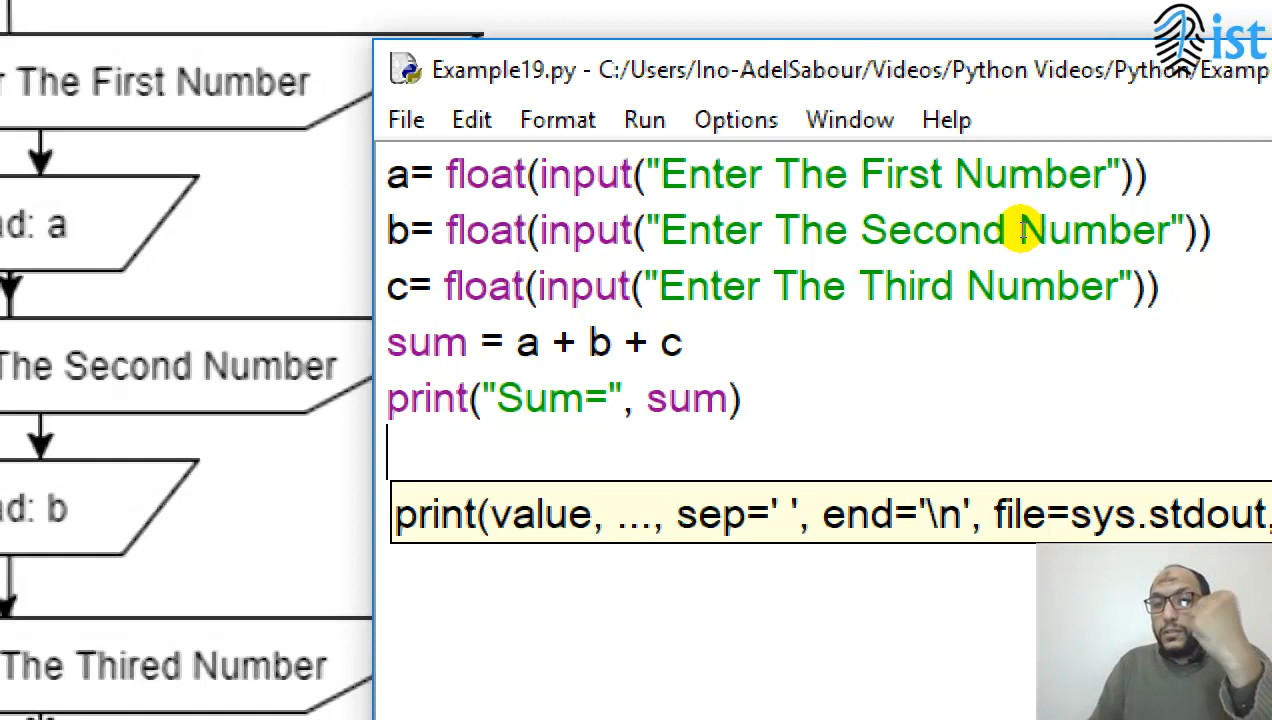 ist
r The First Number
ad: a
The Second Number
ad: b
The Thired Number
Example19.py - C:/Users/Ino-AdelSabour/Videos/Python Videos/Python/Examp
File Edit Format Run Options Window Help
a= float(input("Enter The First Number"))
b= float(input("Enter The Second Number"))
c= float(input("Enter The Third Number"))
sum = a + b + c
print("Sum=", sum)
print(value, ..., sep=' ', end='\n', file=sys.stdout,